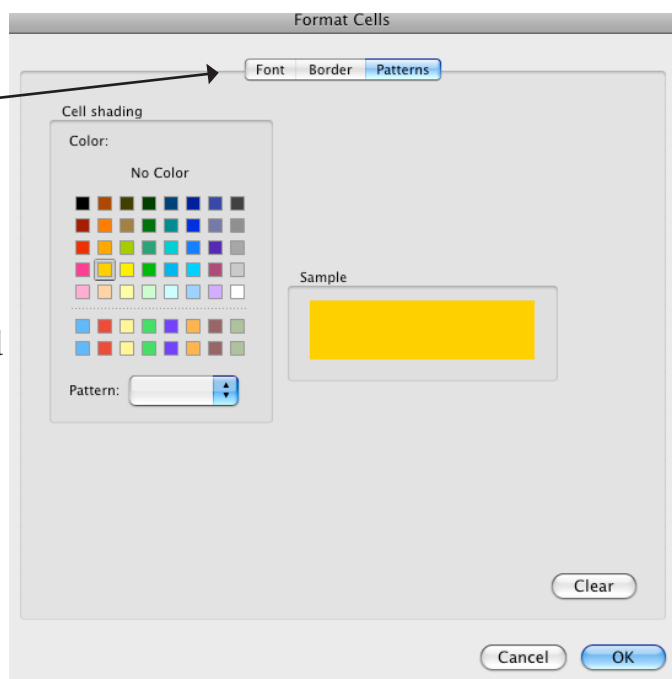 Format Cells
Font Border Patterns
Cell shading
Color:
No Color
Sample
Pattern:
Clear
Cancel OK